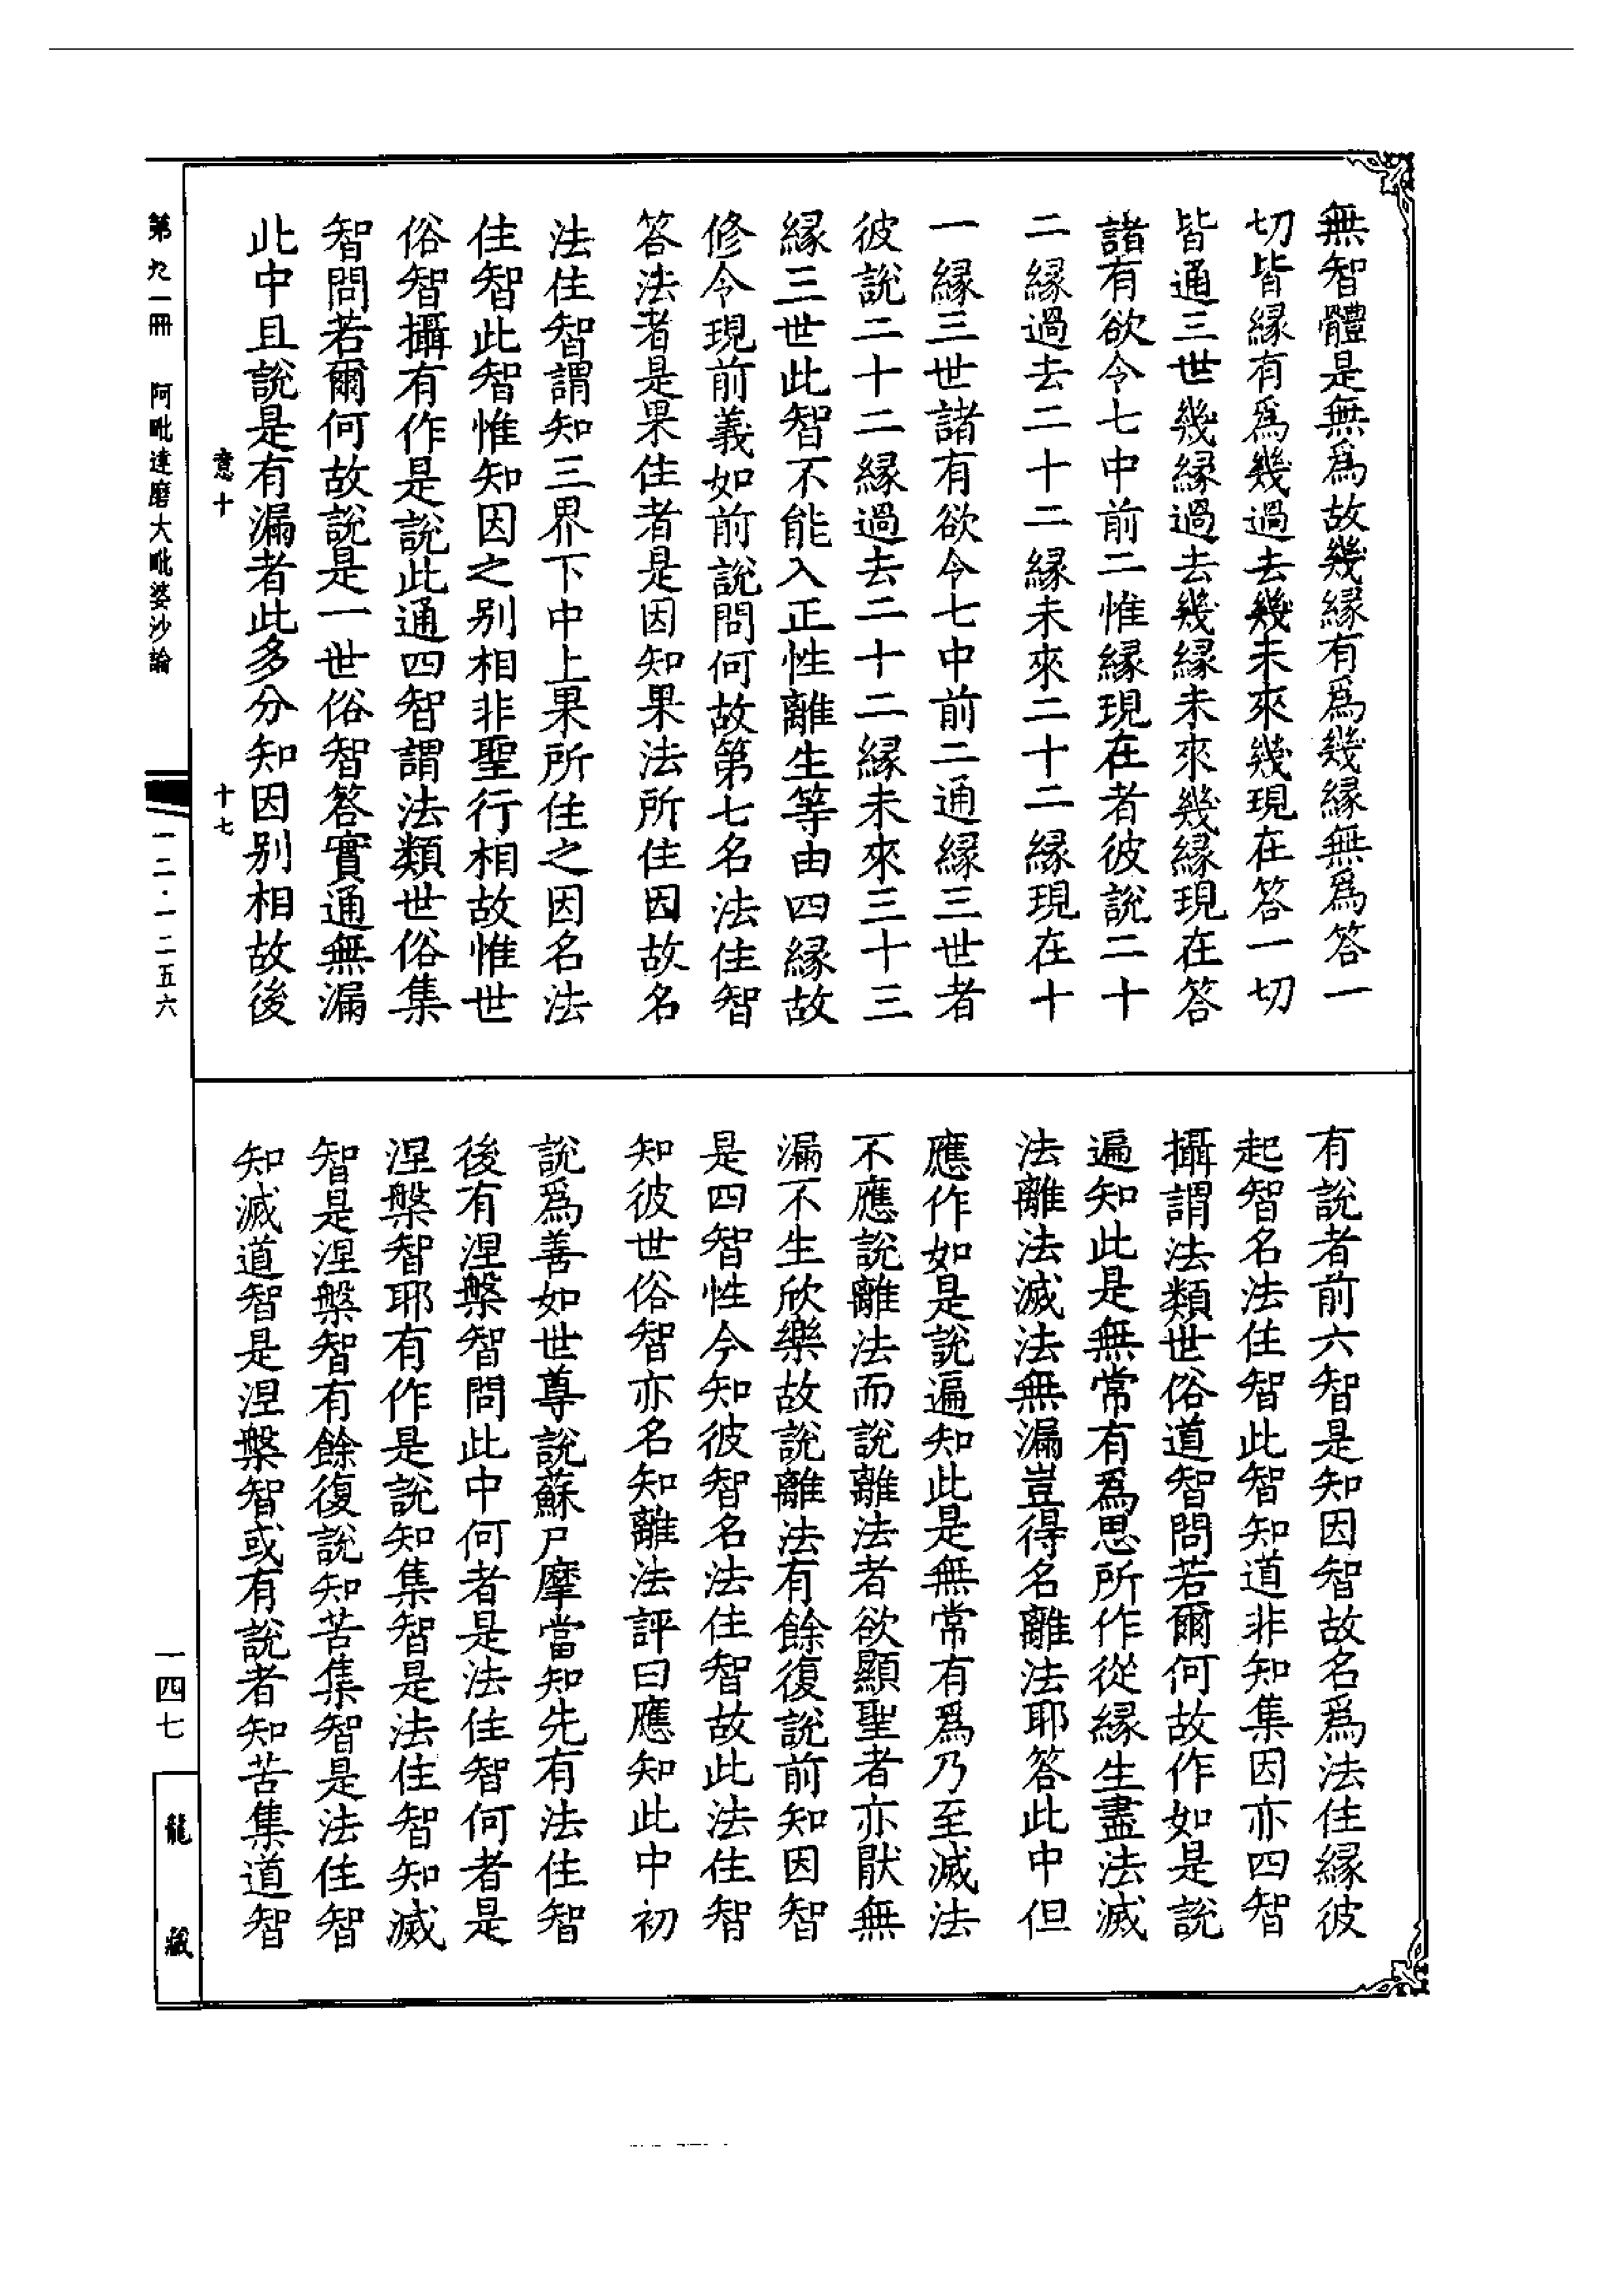 無智體是無爲故幾緣有爲幾緣無爲答一
切皆緣有爲幾過去幾未來幾現在答一切
皆通三世幾緣過去幾緣未來幾緣現在答
諸有欲令七中前二惟緣現在者彼說二十
二緣過去二十二緣未來二十二緣現在十
一緣三世諸有欲令七中前二通緣三世者
彼說二十二緣過去二十二緣未來三十三
緣三世此智不能入正性離生等由四緣故
修令現前義如前說問何故第七名法住智
答法者是果住者是因知果法所住因故名
法住智謂知三界下中上果所住之因名法
住智此智惟知因之別相非聖行相故惟世
俗智攝有作是說此通四智謂法類世俗集
智問若爾何故說是一世俗智答實通無漏
此中且說是有漏者此多分知因別相故後
意十
十七
有說者前六智是知因智故名爲法住緣彼
起智名法住智此智知道非知集因亦四智
攝謂法類世俗道智問若爾何故作如是說
遍知此是無常有爲思所作從緣生盡法滅
法離法滅法無漏豈得名離法耶答此中但
應作如是說遍知此是無常有爲乃至滅法
不應說離法而說離法者欲顯聖者亦猒無
漏不生欣樂故說離法有餘復說前知因智
是四智性今知彼智名法住智故此法住智
知彼世俗智亦名知離法評曰應知此中初
說爲善如世尊說蘇尸摩當知先有法住智
後有涅槃智問此中何者是法住智何者是
涅槃智耶有作是說知集智是法住智知滅
智是涅槃智有餘復說知苦集智是法住智
知滅道智是涅槃智或有說者知苦集道智
第九一冊 阿毗達磨大毗婆沙論
一二·一二五六
一四七
龍藏